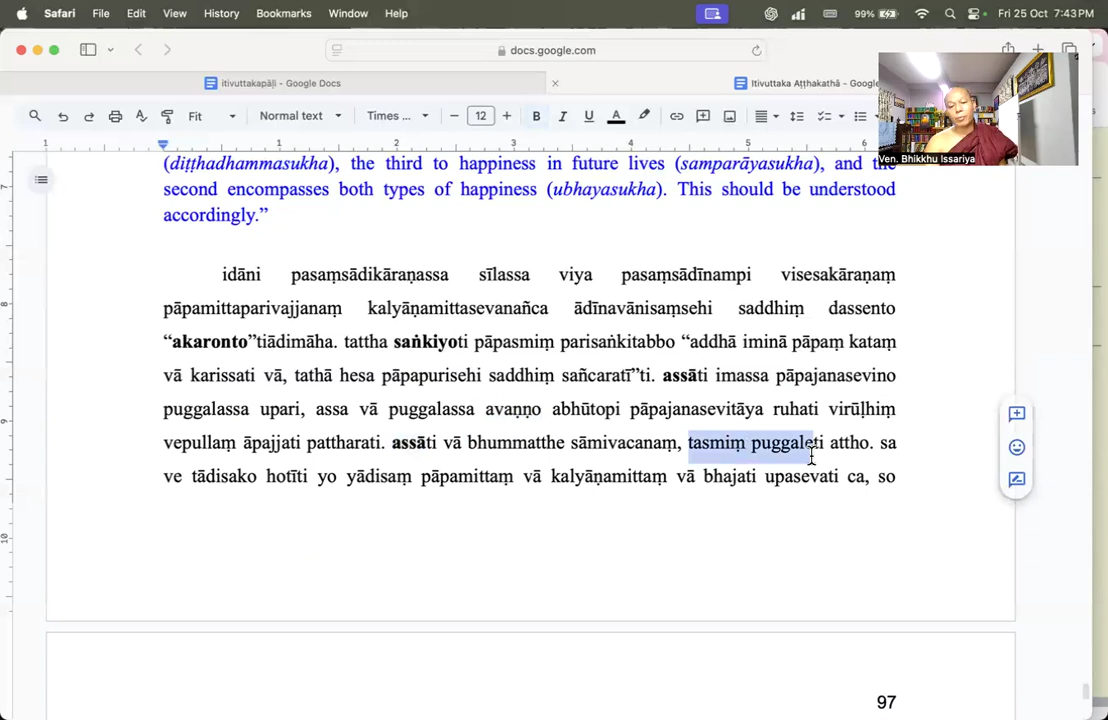 Safari File Edit View History Bookmarks Window Help 99% Fri 25 Oct 7:43 PM
docs.google.com
itivuttakapāḷi - Google Docs
Itivuttaka Aṭṭhakathā - Google
Fit Normal text Times ... 12
Ven. Bhikkhu Issariya
(diṭṭhadhammasukha), the third to happiness in future lives (samparāyasukha), and the
second encompasses both types of happiness (ubhayasukha). This should be understood
accordingly.”
idāni pasaṃsādikāraṇassa sīlassa viya pasaṃsādīnampi visesakāraṇaṃ
pāpamittaparivajjanaṃ kalyāṇamittasevanañca ādīnavānisaṃsehi saddhiṃ dassento
“akaronto”tiādimāha. tattha saṅkiyoti pāpasmiṃ parisaṅkitabbo “addhā iminā pāpaṃ kataṃ
vā karissati vā, tathā hesa pāpapurisehi saddhiṃ sañcaratī”ti. assāti imassa pāpajanasevino
puggalassa upari, assa vā puggalassa avaṇṇo abhūtopi pāpajanasevitāya ruhati virūḷhiṃ
vepullaṃ āpajjati pattharati. assāti vā bhummatthe sāmivacanaṃ, tasmiṃ puggaleti attho. sa
ve tādisako hotīti yo yādisaṃ pāpamittaṃ vā kalyāṇamittaṃ vā bhajati upasevati ca, so
97